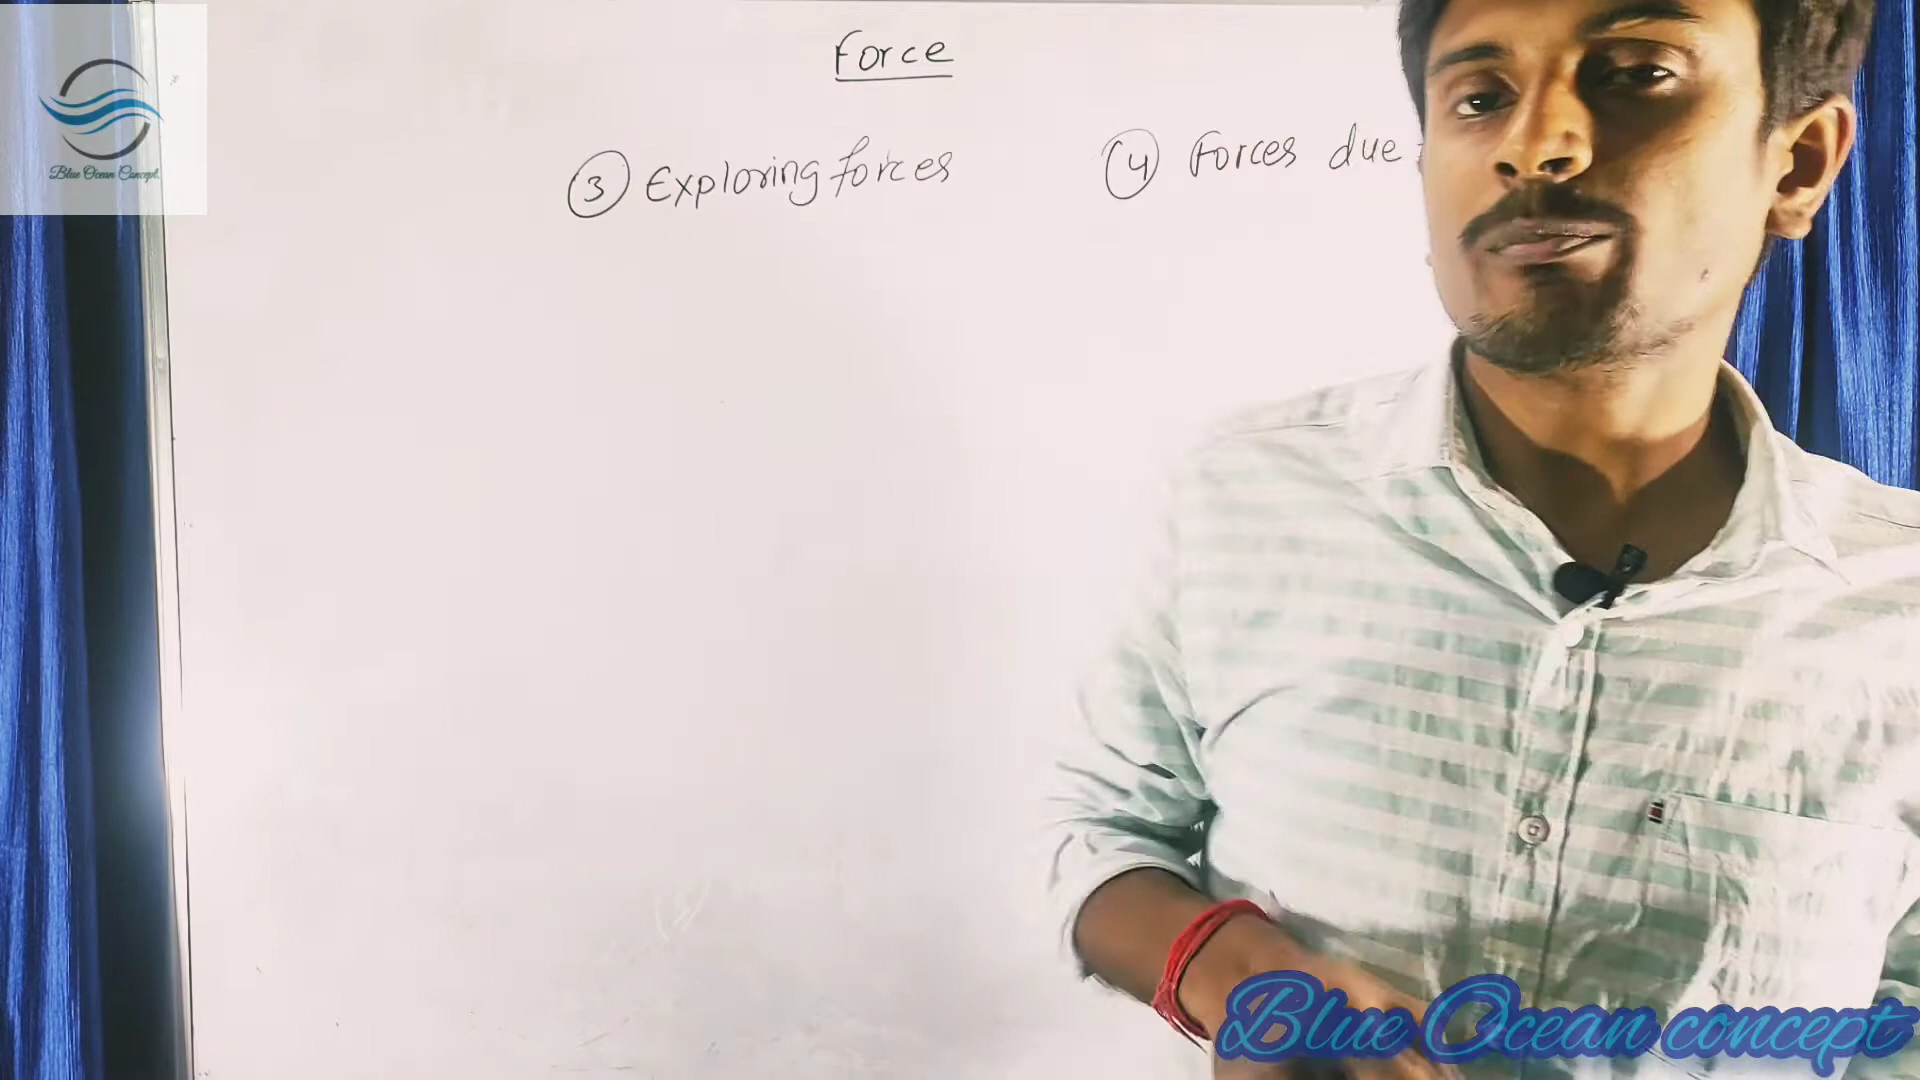 Force
3 Exploring forces
4 Forces due
Blue Ocean Concept.
Blue Ocean concept